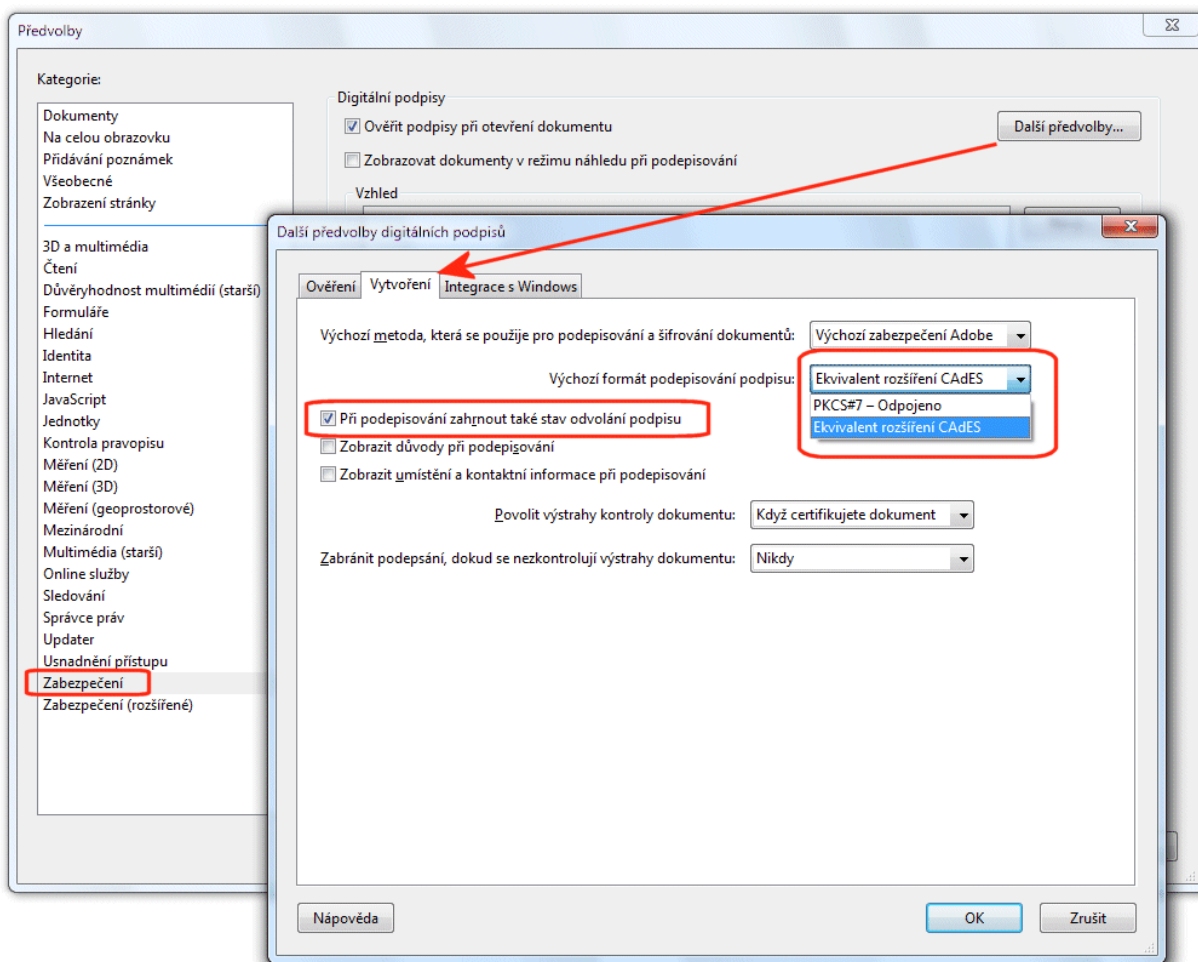 Předvolby
Kategorie:
Dokumenty
Na celou obrazovku
Přidávání poznámek
Všeobecné
Zobrazení stránky
3D a multimédia
Čtení
Důvěryhodnost multimédií (starší)
Formuláře
Hledání
Identita
Internet
JavaScript
Jednotky
Kontrola pravopisu
Měření (2D)
Měření (3D)
Měření (geoprostorové)
Mezinárodní
Multimédia (starší)
Online služby
Sledování
Správce práv
Updater
Usnadnění přístupu
Zabezpečení
Zabezpečení (rozšířené)
Digitální podpisy
Ověřit podpisy při otevření dokumentu
Další předvolby...
Zobrazovat dokumenty v režimu náhledu při podepisování
Vzhled
Další předvolby digitálních podpisů
Ověření Vytvoření Integrace s Windows
Výchozí metoda, která se použije pro podepisování a šifrování dokumentů: Výchozí zabezpečení Adobe
Výchozí formát podepisování podpisu: Ekvivalent rozšíření CAdES
PKCS#7 – Odpojeno
Ekvivalent rozšíření CAdES
Při podepisování zahrnout také stav odvolání podpisu
Zobrazit důvody při podepisování
Zobrazit umístění a kontaktní informace při podepisování
Povolit výstrahy kontroly dokumentu: Když certifikujete dokument
Zabránit podepsání, dokud se nezkontrolují výstrahy dokumentu: Nikdy
Nápověda
OK
Zrušit